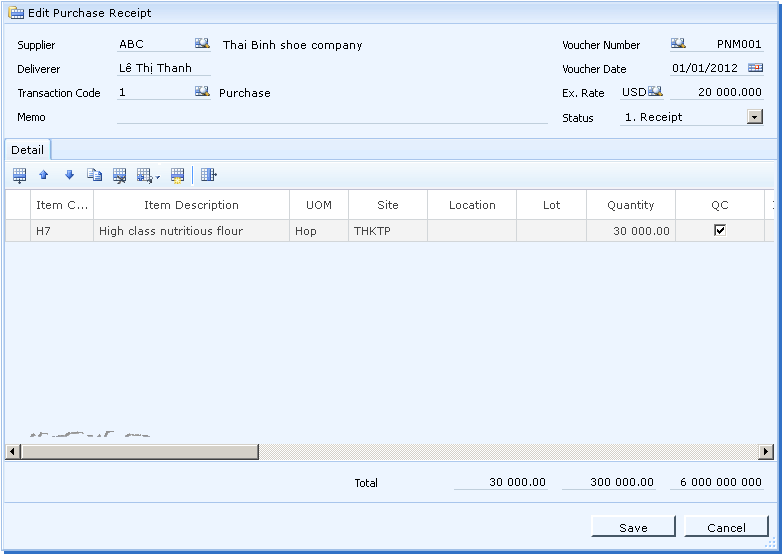 Edit Purchase Receipt
Supplier ABC Thai Binh shoe company Voucher Number PNM001
Deliverer Lê Thị Thanh Voucher Date 01/01/2012
Transaction Code 1 Purchase Ex. Rate USD 20 000.000
Memo Status 1. Receipt
Detail
Item C... Item Description UOM Site Location Lot Quantity QC
H7 High class nutritious flour Hop THKTP 30 000.00
Total 30 000.00 300 000.00 6 000 000 000
Save Cancel